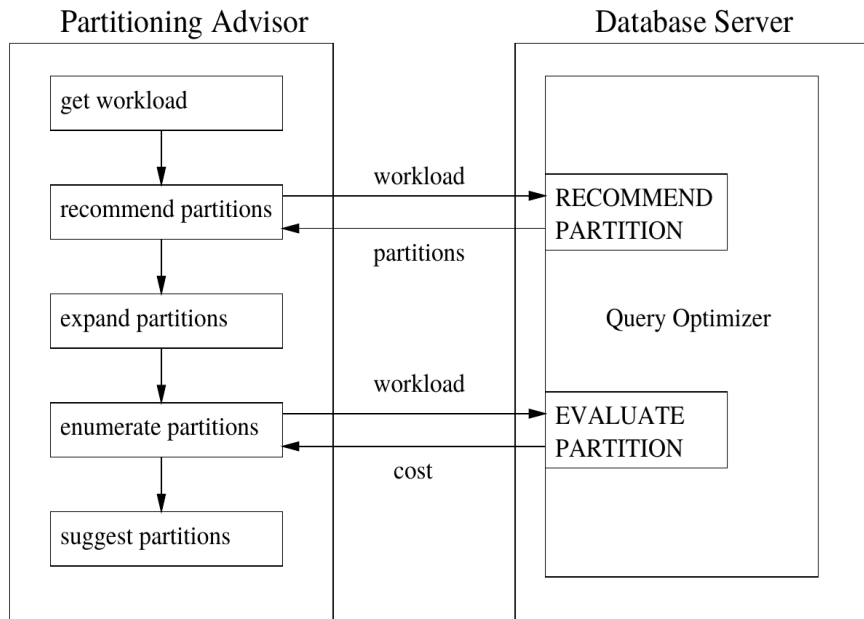 Partitioning Advisor
Database Server
get workload
recommend partitions
expand partitions
enumerate partitions
suggest partitions
workload
partitions
workload
cost
RECOMMEND
PARTITION
Query Optimizer
EVALUATE
PARTITION